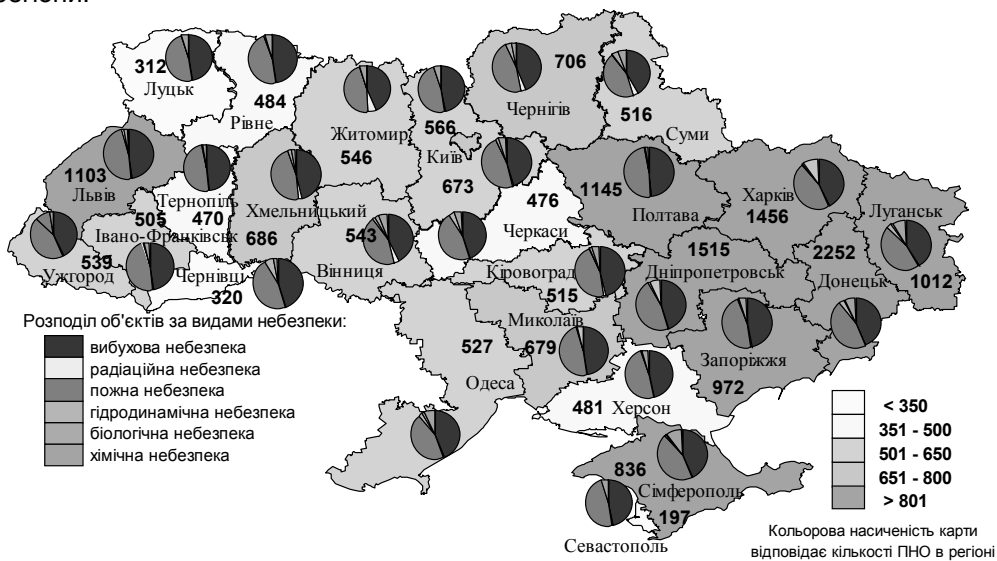 312
Луцьк
484
Рівне
Житомир
546
566
Київ
673
706
Чернігів
516
Суми
1103
Львів
Тернопіль
470
Хмельницький
686
505
Івано-Франківськ
539
Ужгород
Чернівці
320
543
Вінниця
476
Черкаси
1145
Полтава
Харків
1456
Луганськ
1012
2252
Донецьк
1515
Дніпропетровськ
Кіровоград
515
Миколаїв
679
527
Одеса
Запоріжжя
972
481 Херсон
836
Сімферополь
197
Севастополь
Розподіл об'єктів за видами небезпеки:
вибухова небезпека
радіаційна небезпека
пожна небезпека
гідродинамічна небезпека
біологічна небезпека
хімічна небезпека
< 350
351 - 500
501 - 650
651 - 800
> 801
Кольорова насиченість карти
відповідає кількості ПНО в регіоні